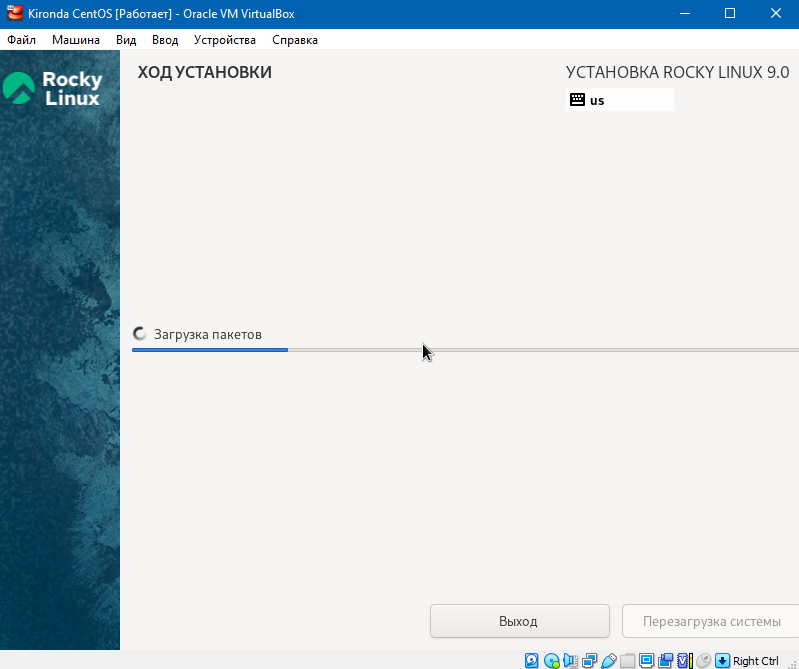 Kironda CentOS [Работает] - Oracle VM VirtualBox
Файл Машина Вид Ввод Устройства Справка
Rocky
Linux
ХОД УСТАНОВКИ
УСТАНОВКА ROCKY LINUX 9.0
us
Загрузка пакетов
Выход
Перезагрузка системы
Right Ctrl